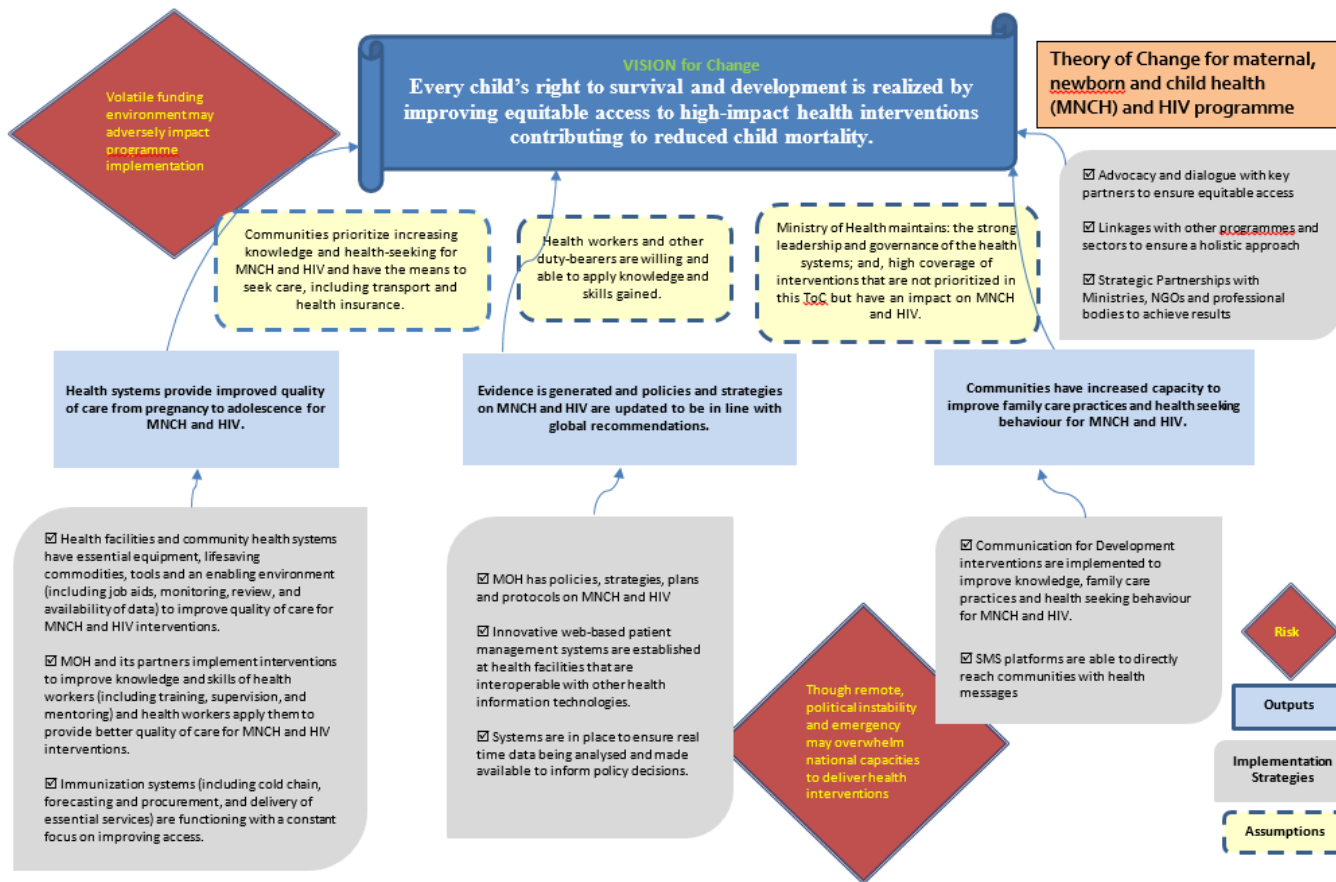 Volatile funding
environment may
adversely impact
programme
implementation
VISION for Change
Every child's right to survival and development is realized by
improving equitable access to high-impact health interventions
contributing to reduced child mortality.
Theory of Change for maternal,
newborn and child health
(MNCH) and HIV programme
☑ Advocacy and dialogue with key
partners to ensure equitable access
☑ Linkages with other programmes and
sectors to ensure a holistic approach
☑ Strategic Partnerships with
Ministries, NGOs and professional
bodies to achieve results
Communities prioritize increasing
knowledge and health-seeking for
MNCH and HIV and have the means to
seek care, including transport and
health insurance.
Health workers and other
duty-bearers are willing and
able to apply knowledge and
skills gained.
Ministry of Health maintains: the strong
leadership and governance of the health
systems; and, high coverage of
interventions that are not prioritized in
this ToC but have an impact on MNCH
and HIV.
Health systems provide improved quality
of care from pregnancy to adolescence for
MNCH and HIV.
Evidence is generated and policies and strategies
on MNCH and HIV are updated to be in line with
global recommendations.
Communities have increased capacity to
improve family care practices and health seeking
behaviour for MNCH and HIV.
☑ Health facilities and community health systems
have essential equipment, lifesaving
commodities, tools and an enabling environment
(including job aids, monitoring, review, and
availability of data) to improve quality of care for
MNCH and HIV interventions.
☑ MOH and its partners implement interventions
to improve knowledge and skills of health
workers (including training, supervision, and
mentoring) and health workers apply them to
provide better quality of care for MNCH and HIV
interventions.
☑ Immunization systems (including cold chain,
forecasting and procurement, and delivery of
essential services) are functioning with a constant
focus on improving access.
☑ MOH has policies, strategies, plans
and protocols on MNCH and HIV
☑ Innovative web-based patient
management systems are established
at health facilities that are
interoperable with other health
information technologies.
☑ Systems are in place to ensure real
time data being analysed and made
available to inform policy decisions.
Though remote,
political instability
and emergency
may overwhelm
national capacities
to deliver health
interventions
☑ Communication for Development
interventions are implemented to
improve knowledge, family care
practices and health seeking behaviour
for MNCH and HIV.
☑ SMS platforms are able to directly
reach communities with health
messages
Risk
Outputs
Implementation
Strategies
Assumptions